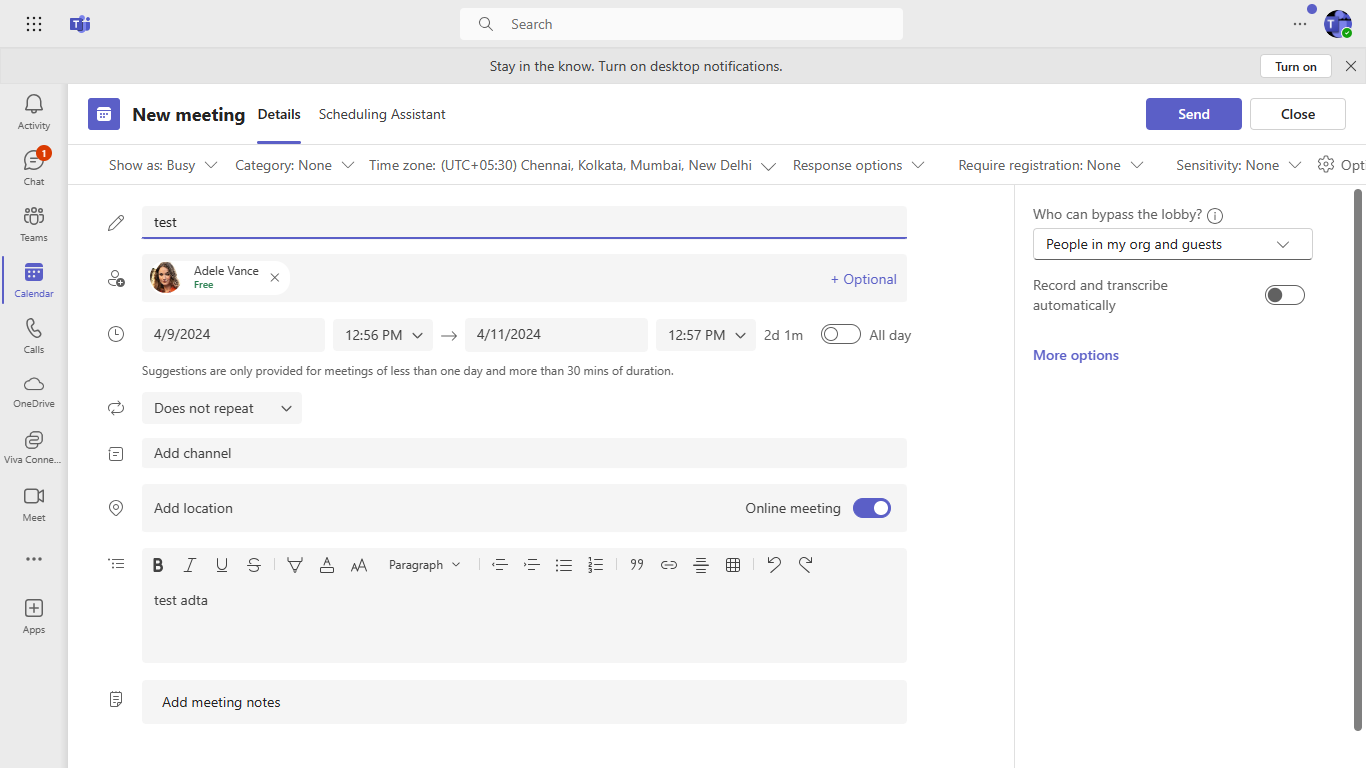 Search
Stay in the know. Turn on desktop notifications.
Turn on
Activity
1
Chat
Teams
Calendar
Calls
OneDrive
Viva Conne...
Meet
Apps
New meeting
Details
Scheduling Assistant
Send
Close
Show as: Busy
Category: None
Time zone: (UTC+05:30) Chennai, Kolkata, Mumbai, New Delhi
Response options
Require registration: None
Sensitivity: None
Opti
test
Adele Vance
Free
+ Optional
4/9/2024
12:56 PM
4/11/2024
12:57 PM
2d 1m
All day
Suggestions are only provided for meetings of less than one day and more than 30 mins of duration.
Does not repeat
Add channel
Add location
Online meeting
Paragraph
test adta
Add meeting notes
Who can bypass the lobby?
People in my org and guests
Record and transcribe
automatically
More options